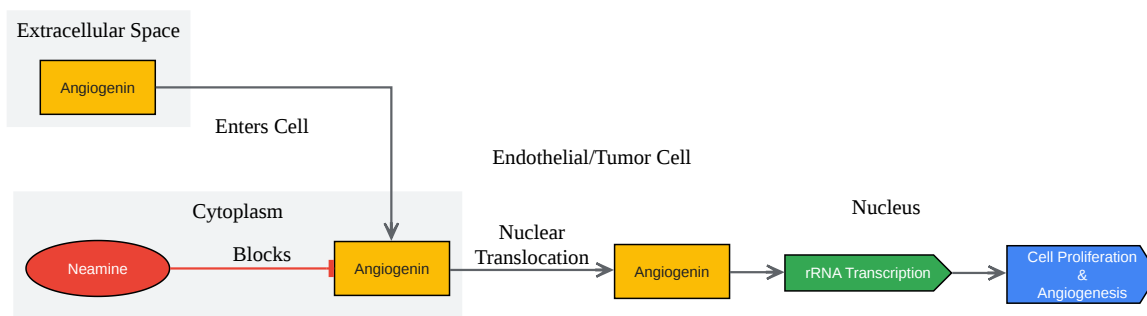 Extracellular Space
Angiogenin
Enters Cell
Endothelial/Tumor Cell
Cytoplasm
Nucleus
Neamine
Blocks
Angiogenin
Nuclear
Translocation
Angiogenin
rRNA Transcription
Cell Proliferation
&
Angiogenesis